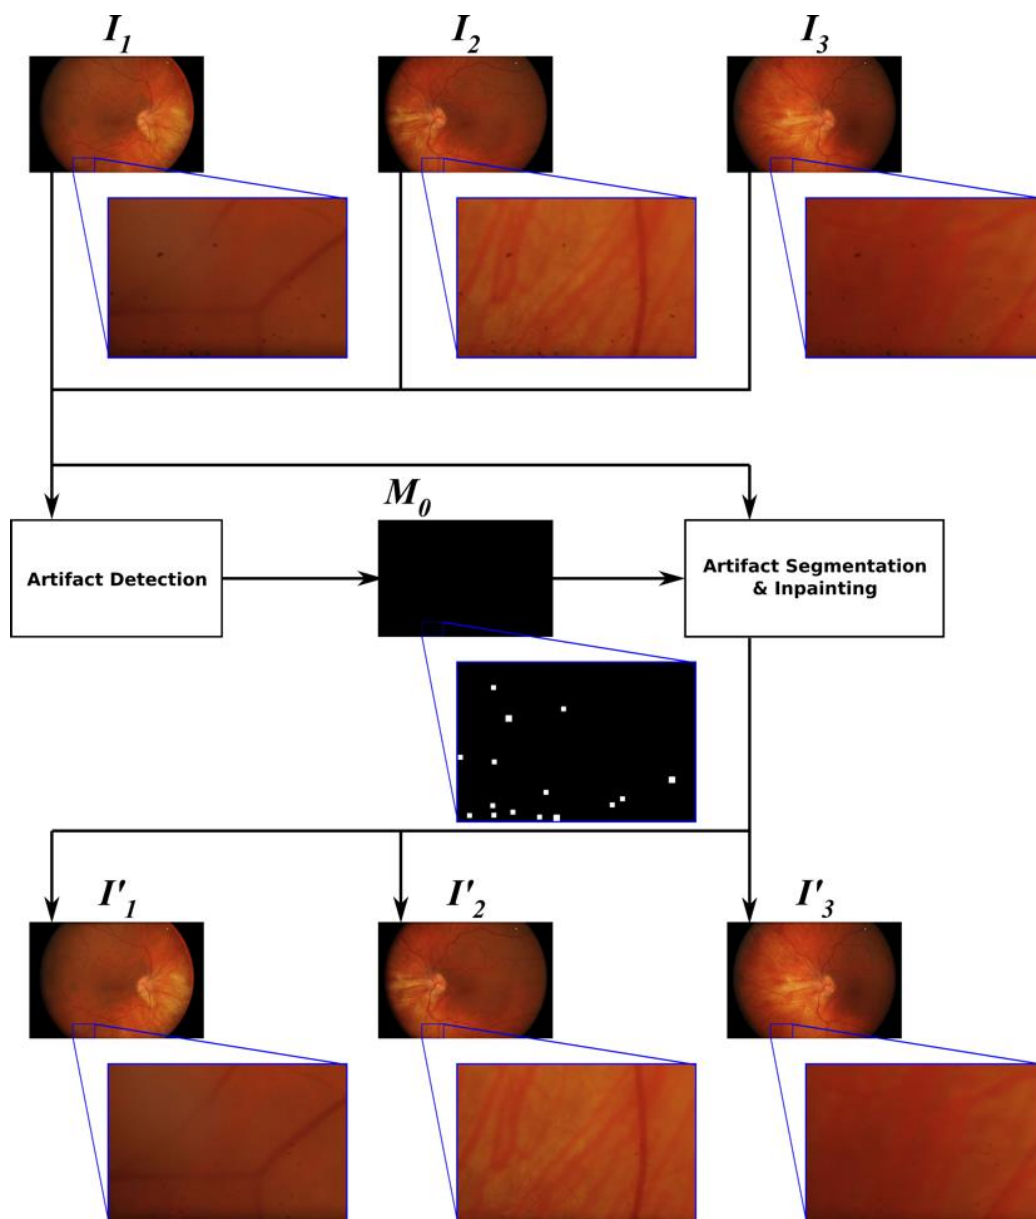 I1
I2
I3
M0
Artifact Detection
Artifact Segmentation
& Inpainting
I'1
I'2
I'3